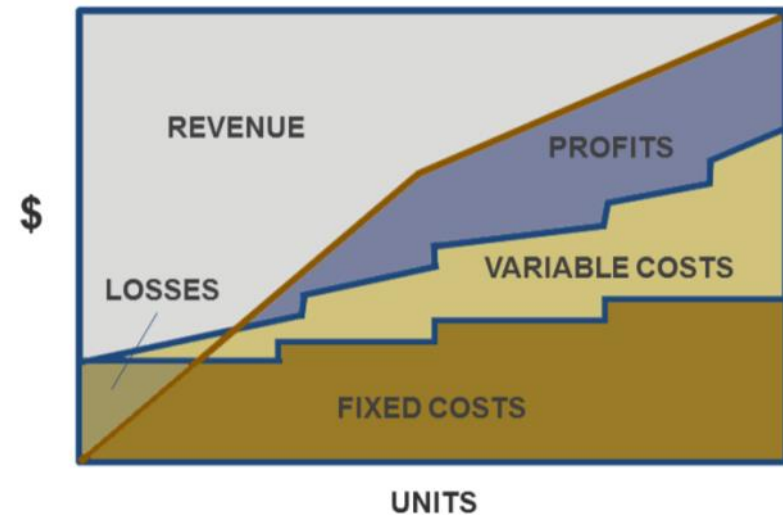 REVENUE
PROFITS
$
LOSSES
VARIABLE COSTS
FIXED COSTS
UNITS